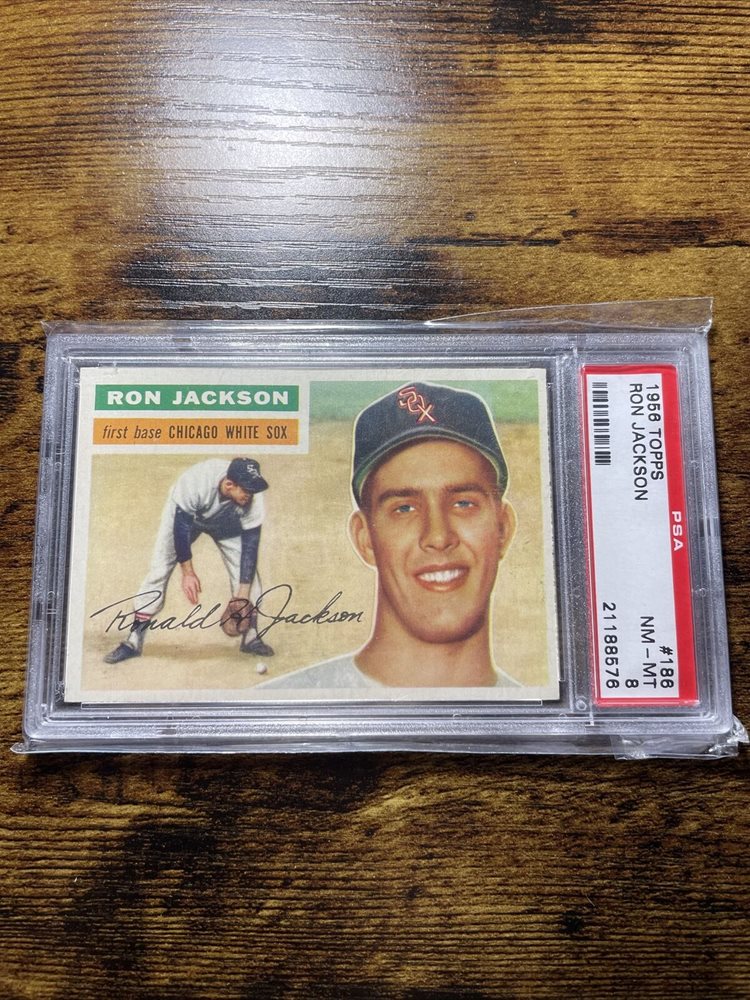 RON JACKSON
first base CHICAGO WHITE SOX
SOX
Ronald H. Jackson
1956 TOPPS
RON JACKSON
PSA
#186
NM - MT
8
21188576